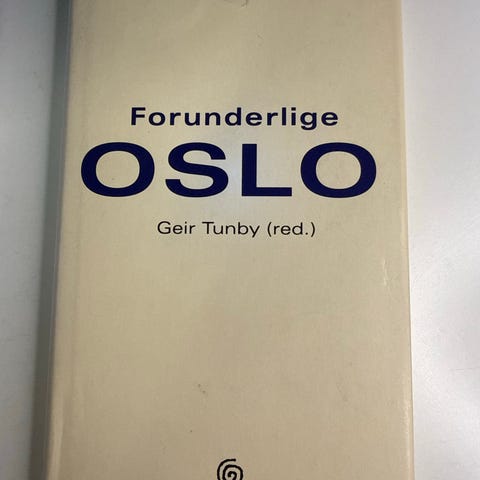 Forunderlige
OSLO
Geir Tunby (red.)